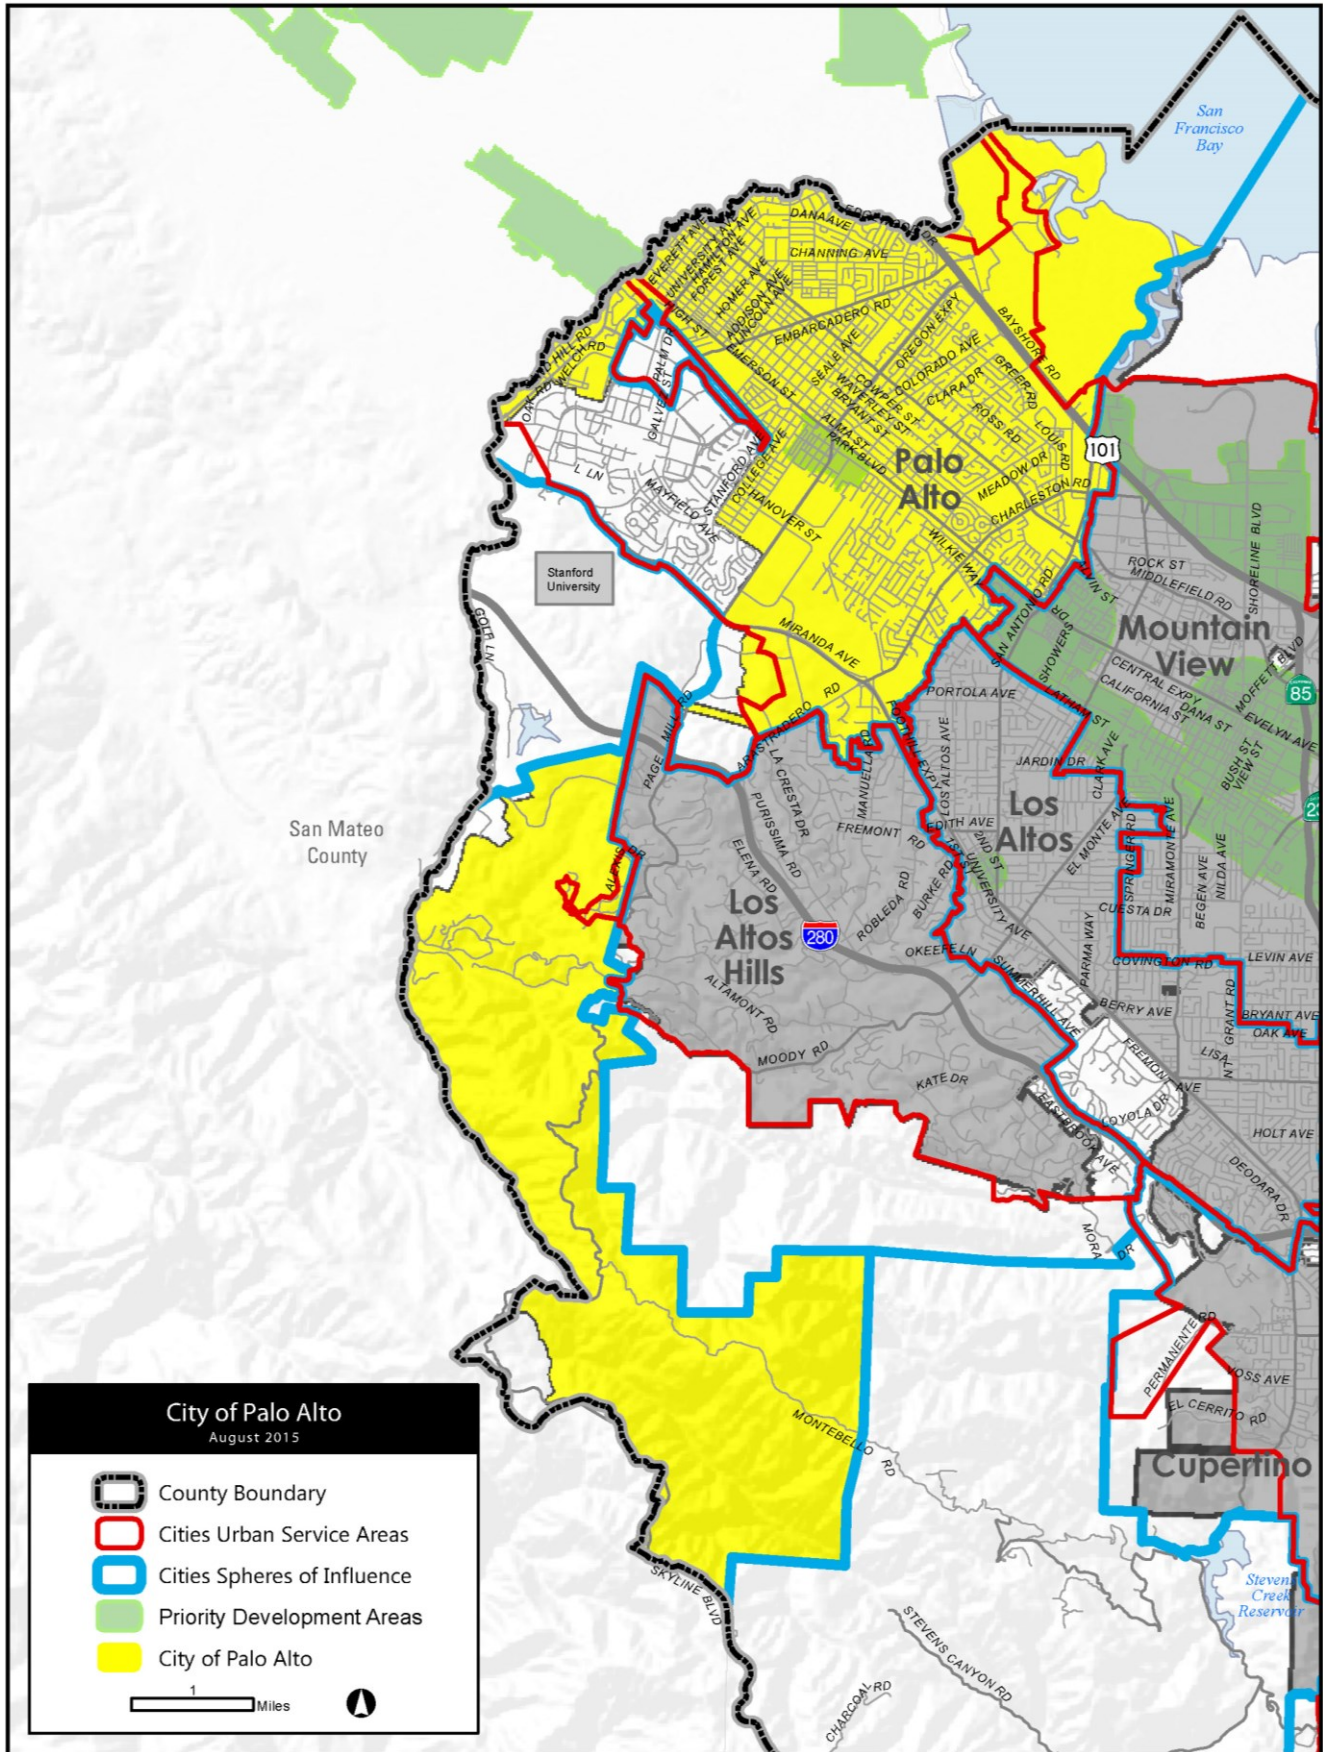 San
Francisco
Bay
DANA AVE
CHANNING AVE
EVERETT AVE
UNIVERSITY AVE
HAMILTON AVE
FOREST AVE
HOMER AVE
ADDISON AVE
LINCOLN AVE
HIGH ST
EMERSON ST
EMBARCADERO RD
SEALE AVE
OREGON EXPY
COLORADO AVE
COWPER ST
WAVERLEY ST
BRYANT ST
CLARA DR
GREER RD
BAYSHORE RD
ROSS RD
LOUIS RD
ALMA ST
PARK BLVD
MEADOW DR
CHARLESTON RD
WILKIE WAY
Palo
Alto
101
WELCH RD
PALM DR
GALVEZ ST
L LN
MAYFIELD AVE
STANFORD AVE
COLLEGE AVE
HANOVER ST
Stanford
University
GOLF LN
MIRANDA AVE
ARASTRADERO RD
PAGE MILL RD
ALEXIS DR
FOOTHILL EXPY
SAN ANTONIO RD
ALVIN ST
ROCK ST
MIDDLEFIELD RD
SHORELINE BLVD
SHOWERS DR
Mountain
View
MOFFETT BLVD
85
CENTRAL EXPY
CALIFORNIA ST
DANA ST
EVELYN AVE
LATHAM ST
BUSH ST
VIEW ST
PORTOLA AVE
LOS ALTOS AVE
JARDIN DR
CLARK AVE
Los
Altos
EL MONTE AVE
SPRINGER RD
MIRAMONTE AVE
BEGEN AVE
NILDA AVE
CUESTA DR
EDITH AVE
1ST ST
2ND ST
UNIVERSITY AVE
MANUELLA RD
LA CRESTA DR
PURISSIMA RD
FREMONT RD
ELENA RD
ROBLEDA RD
BURKE RD
San Mateo
County
Los
Altos
Hills
280
OKEEFE LN
SUMMERHILL AVE
PARMA WAY
COVINGTON RD
LEVIN AVE
GRANT RD
BERRY AVE
BRYANT AVE
OAK AVE
LISA LN
FREMONT AVE
ALTAMONT RD
MOODY RD
KATE DR
EASTBROOK AVE
LOYOLA DR
HOLT AVE
DEODARA DR
MORA DR
PERMANENTE RD
VOSS AVE
EL CERRITO RD
Cupertino
MONTEBELLO RD
SKYLINE BLVD
STEVENS CANYON RD
CHARCOAL RD
Stevens
Creek
Reservoir
City of Palo Alto
August 2015
County Boundary
Cities Urban Service Areas
Cities Spheres of Influence
Priority Development Areas
City of Palo Alto
1
Miles